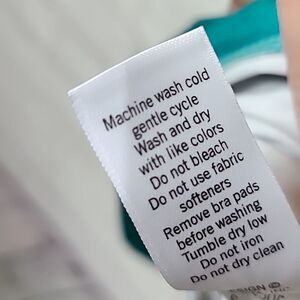 Machine wash cold
gentle cycle
Wash and dry
with like colors
Do not bleach
Do not use fabric
softeners
Remove bra pads
before washing
Tumble dry low
Do not iron
Do not dry clean